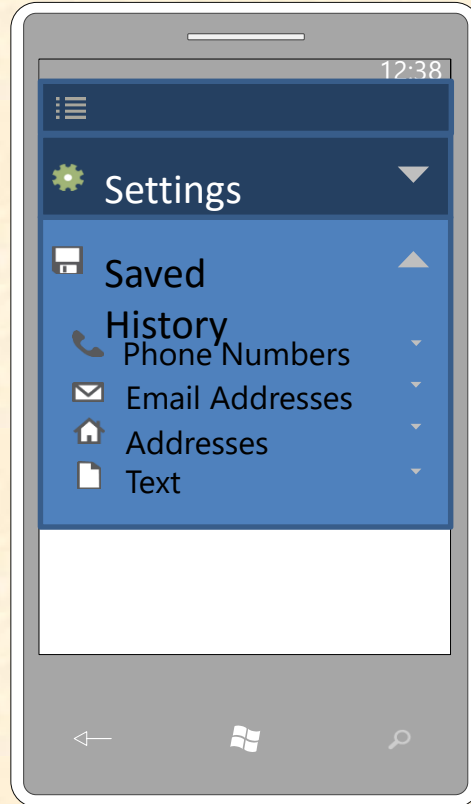 12:38
Settings
Saved
History
Phone Numbers
Email Addresses
Addresses
Text